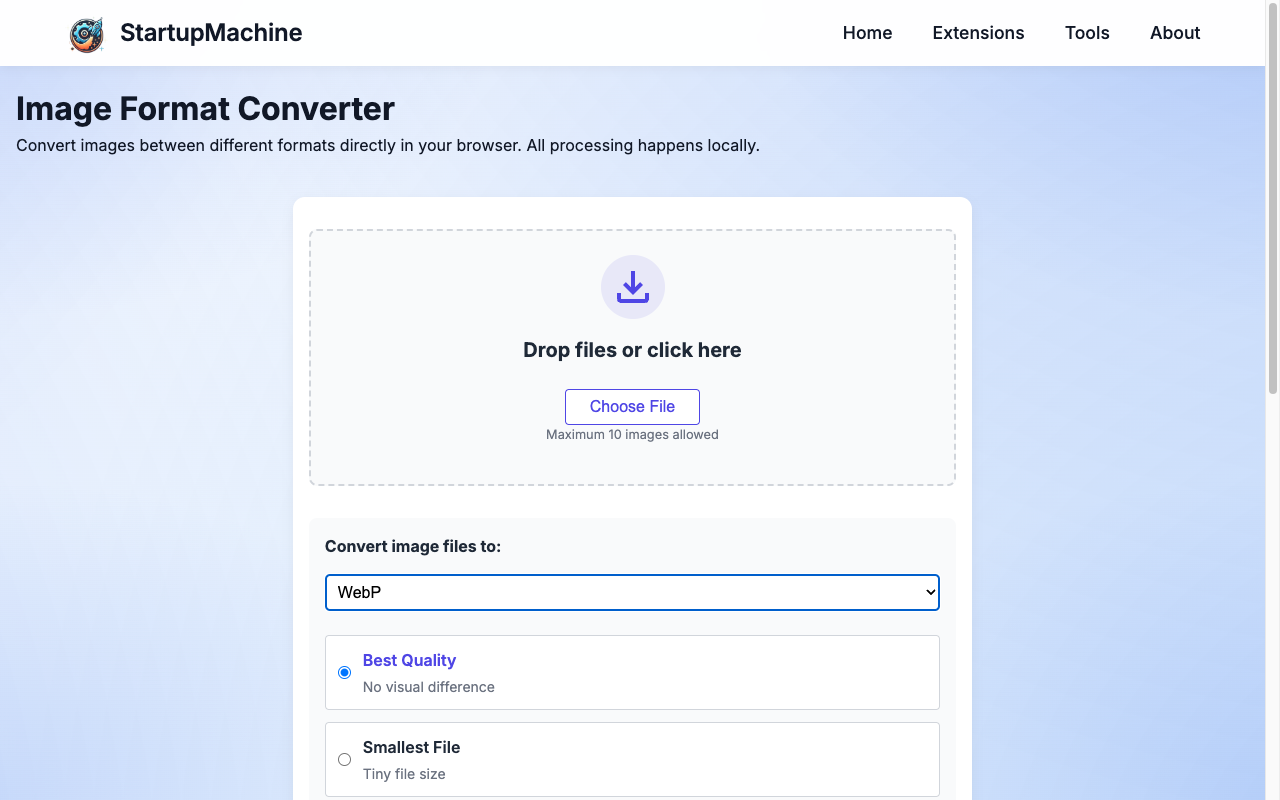 StartupMachine
Home Extensions Tools About
Image Format Converter
Convert images between different formats directly in your browser. All processing happens locally.
Drop files or click here
Choose File
Maximum 10 images allowed
Convert image files to:
WebP
Best Quality
No visual difference
Smallest File
Tiny file size